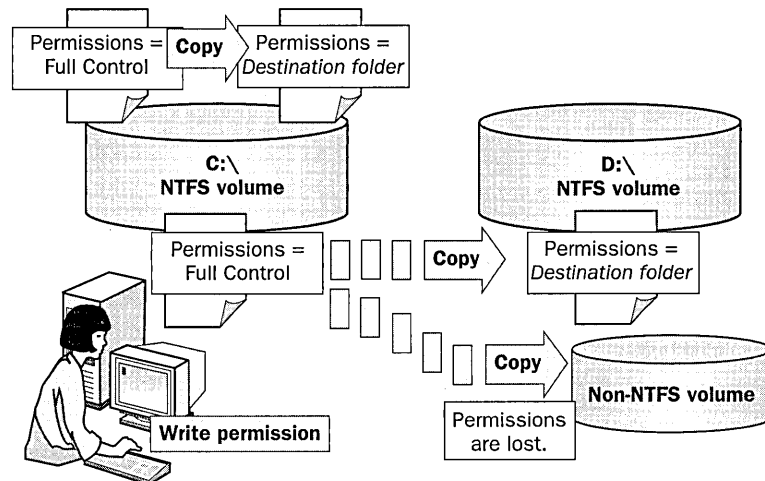 Permissions =
Full Control
Copy
Permissions =
Destination folder
C:\
NTFS volume
D:\
NTFS volume
Permissions =
Full Control
Copy
Permissions =
Destination folder
Copy
Non-NTFS volume
Permissions
are lost.
Write permission